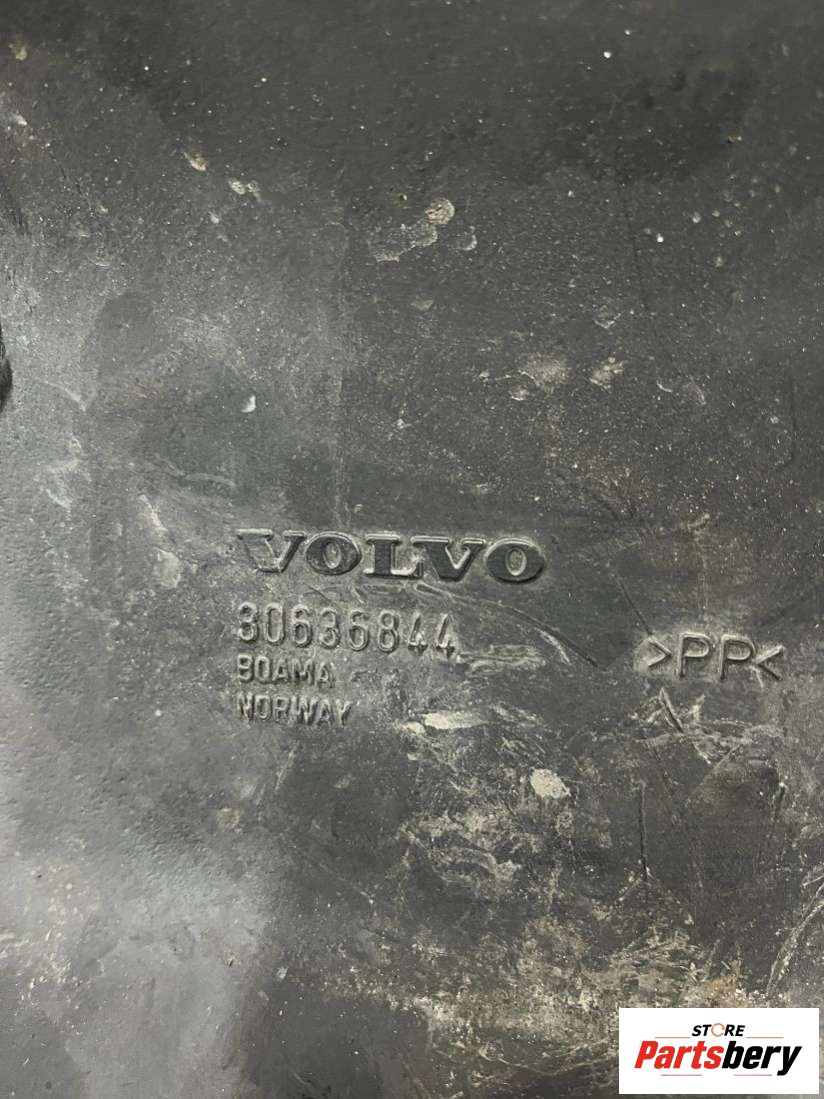 VOLVO
30636844
BOAMA
NORWAY
>PP<
STORE
Partsbery